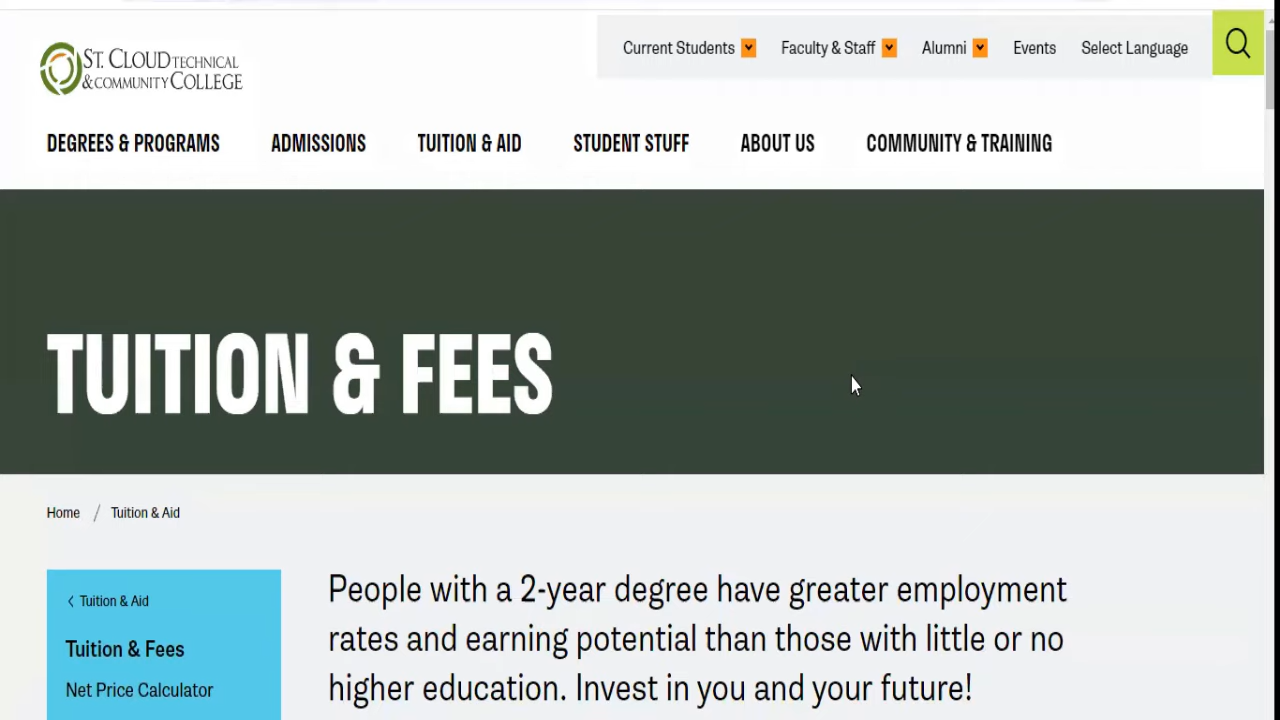 Current Students
Faculty & Staff
Alumni
Events
Select Language
ST. CLOUD TECHNICAL
& COMMUNITY COLLEGE
DEGREES & PROGRAMS
ADMISSIONS
TUITION & AID
STUDENT STUFF
ABOUT US
COMMUNITY & TRAINING
TUITION & FEES
Home / Tuition & Aid
Tuition & Aid
Tuition & Fees
Net Price Calculator
People with a 2-year degree have greater employment
rates and earning potential than those with little or no
higher education. Invest in you and your future!